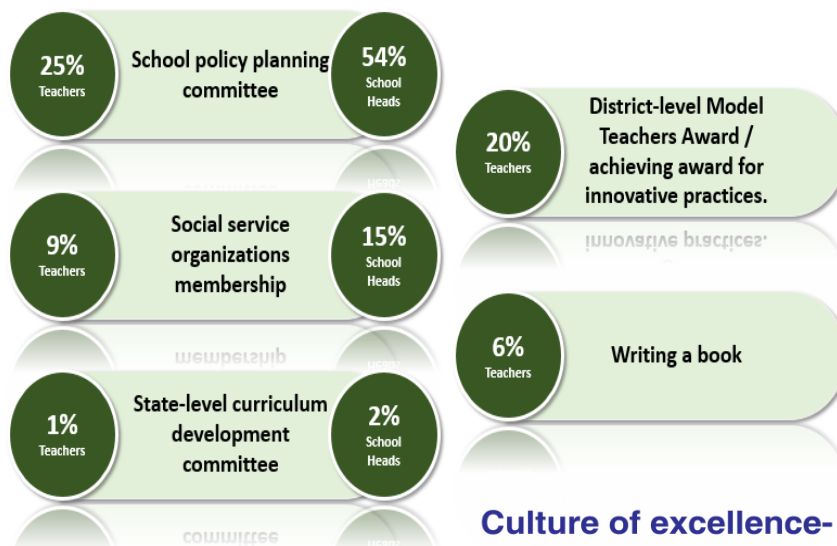 25%
Teachers
School policy planning
committee
54%
School
Heads
9%
Teachers
Social service
organizations
membership
15%
School
Heads
1%
Teachers
State-level curriculum
development
committee
2%
School
Heads
20%
Teachers
District-level Model
Teachers Award /
achieving award for
innovative practices.
6%
Teachers
Writing a book
Culture of excellence-